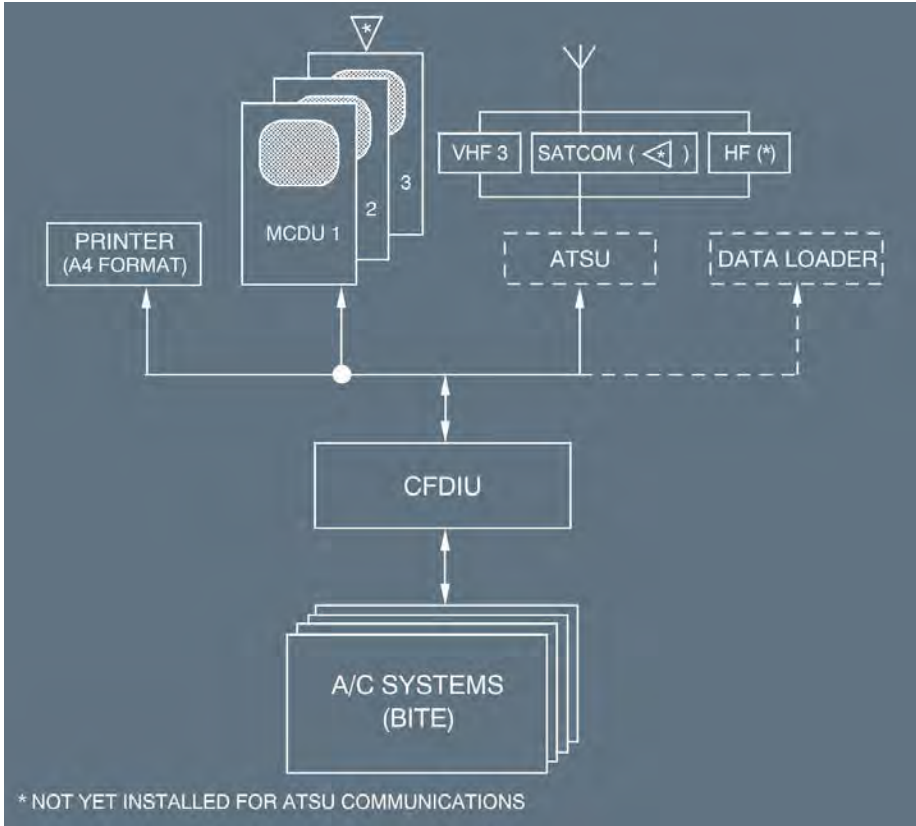 *
VHF 3
SATCOM ( * )
HF (*)
3
2
MCDU 1
PRINTER
(A4 FORMAT)
ATSU
DATA LOADER
CFDIU
A/C SYSTEMS
(BITE)
* NOT YET INSTALLED FOR ATSU COMMUNICATIONS